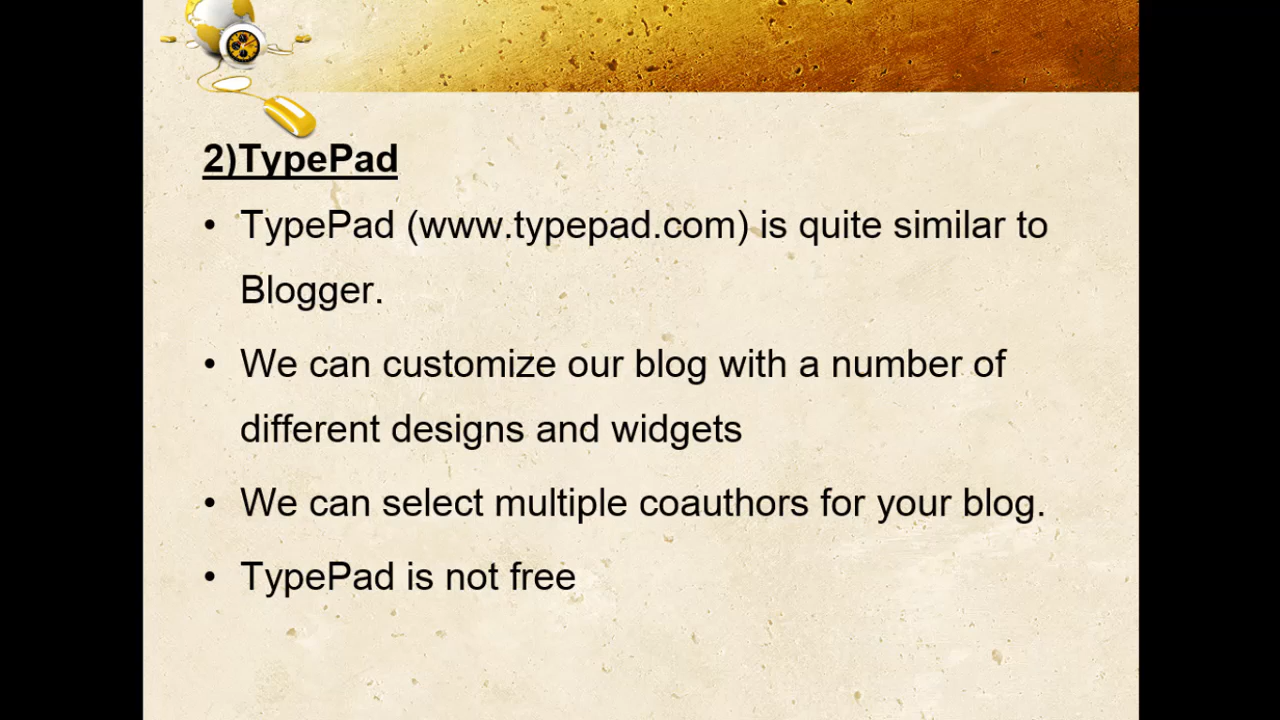 2)TypePad
• TypePad (www.typepad.com) is quite similar to
Blogger.
• We can customize our blog with a number of
different designs and widgets
• We can select multiple coauthors for your blog.
• TypePad is not free